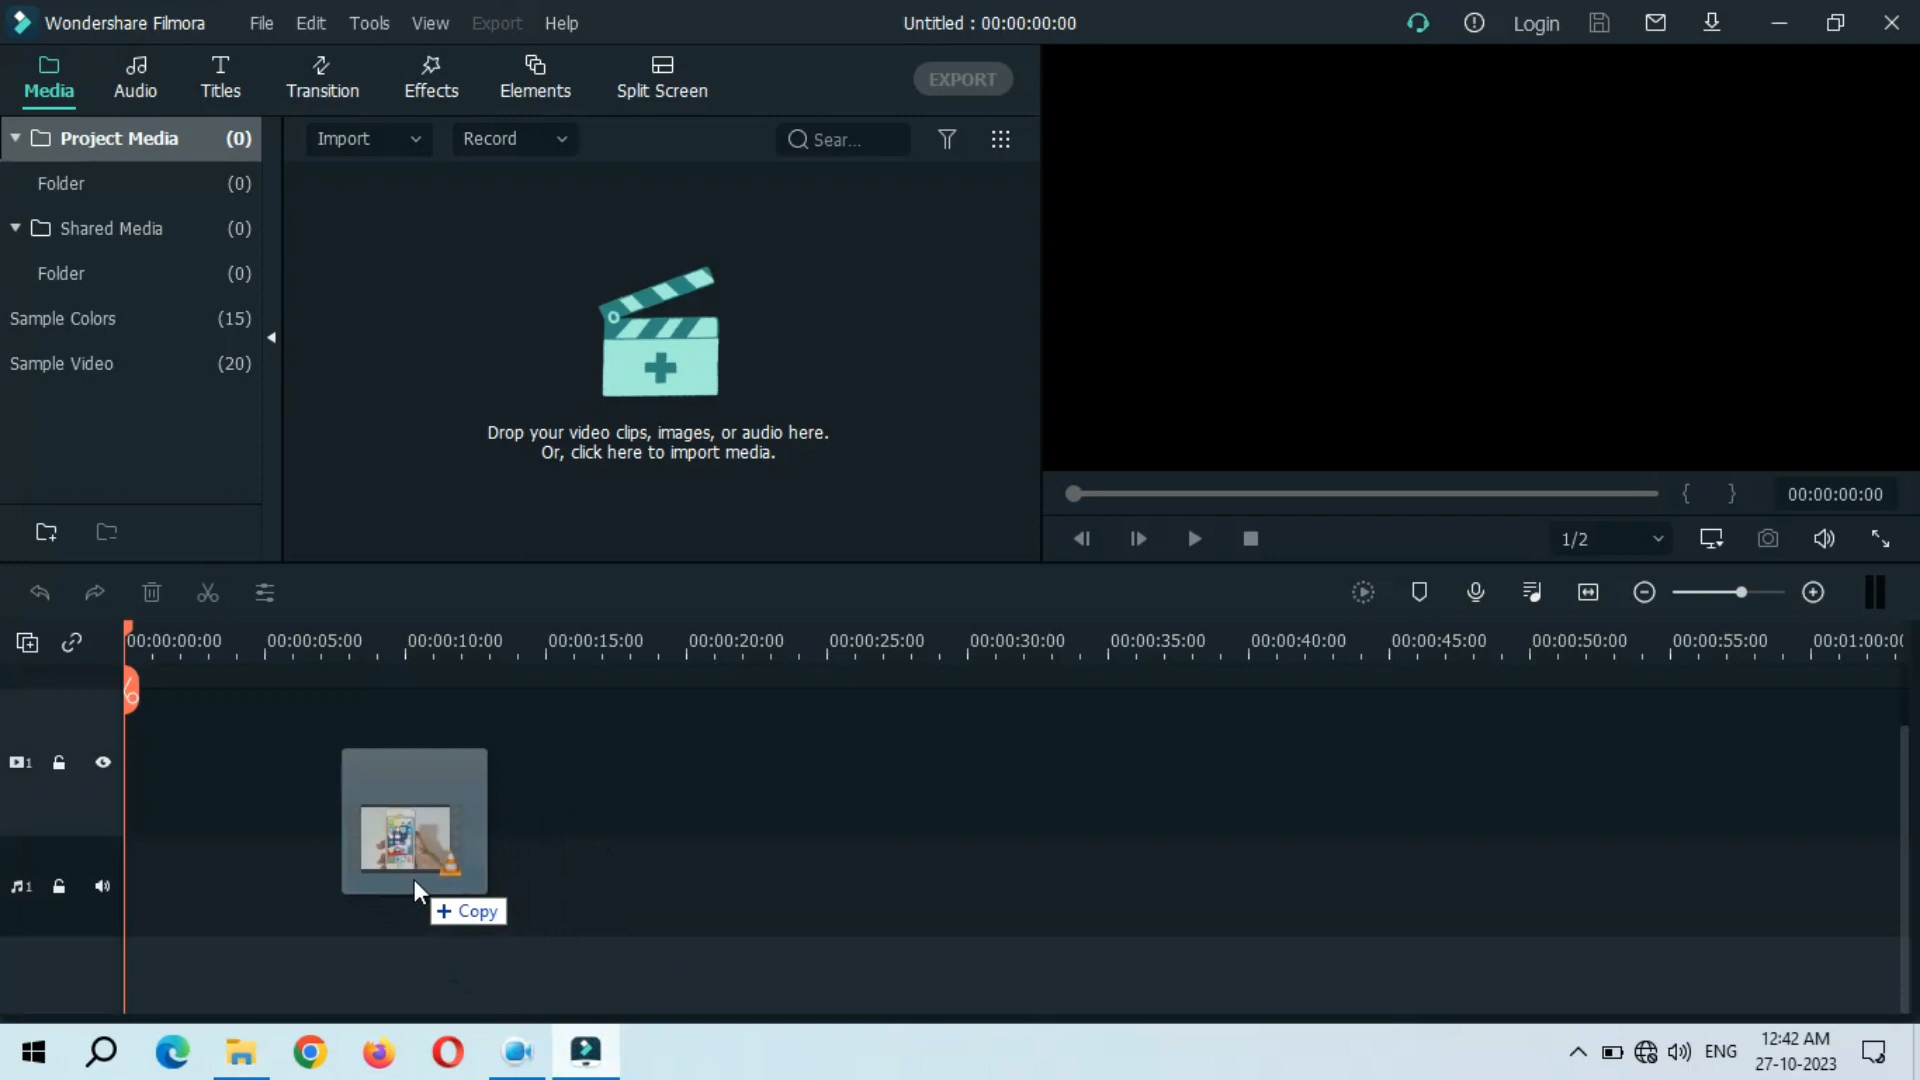 Wondershare Filmora File Edit Tools View Export Help Untitled : 00:00:00:00 Login
Media Audio Titles Transition Effects Elements Split Screen EXPORT
Project Media (0) Import Record Sear...
Folder (0)
Shared Media (0)
Folder (0)
Sample Colors (15)
Sample Video (20)
Drop your video clips, images, or audio here.
Or, click here to import media.
{ } 00:00:00:00
1/2
00:00:00:00 00:00:05:00 00:00:10:00 00:00:15:00 00:00:20:00 00:00:25:00 00:00:30:00 00:00:35:00 00:00:40:00 00:00:45:00 00:00:50:00 00:00:55:00 00:01:00:0
1
1
+ Copy
ENG 12:42 AM
27-10-2023